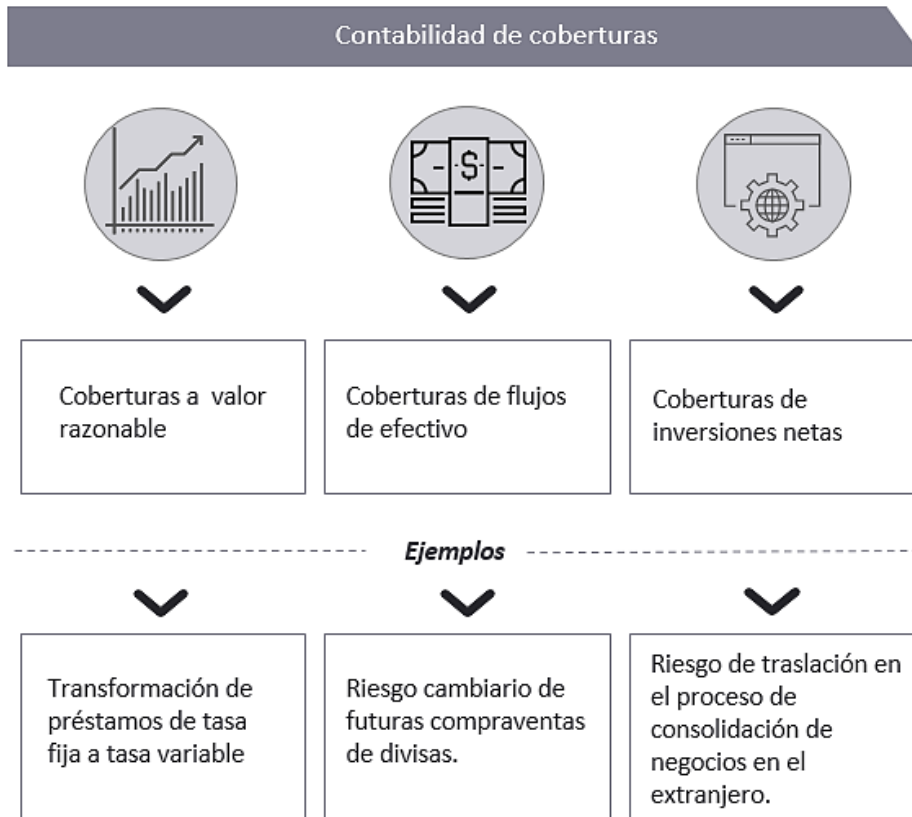 Contabilidad de coberturas
$
Coberturas a valor
razonable
Coberturas de flujos
de efectivo
Coberturas de
inversiones netas
Ejemplos
Transformación de
préstamos de tasa
fija a tasa variable
Riesgo cambiario de
futuras compraventas
de divisas.
Riesgo de traslación en
el proceso de
consolidación de
negocios en el
extranjero.